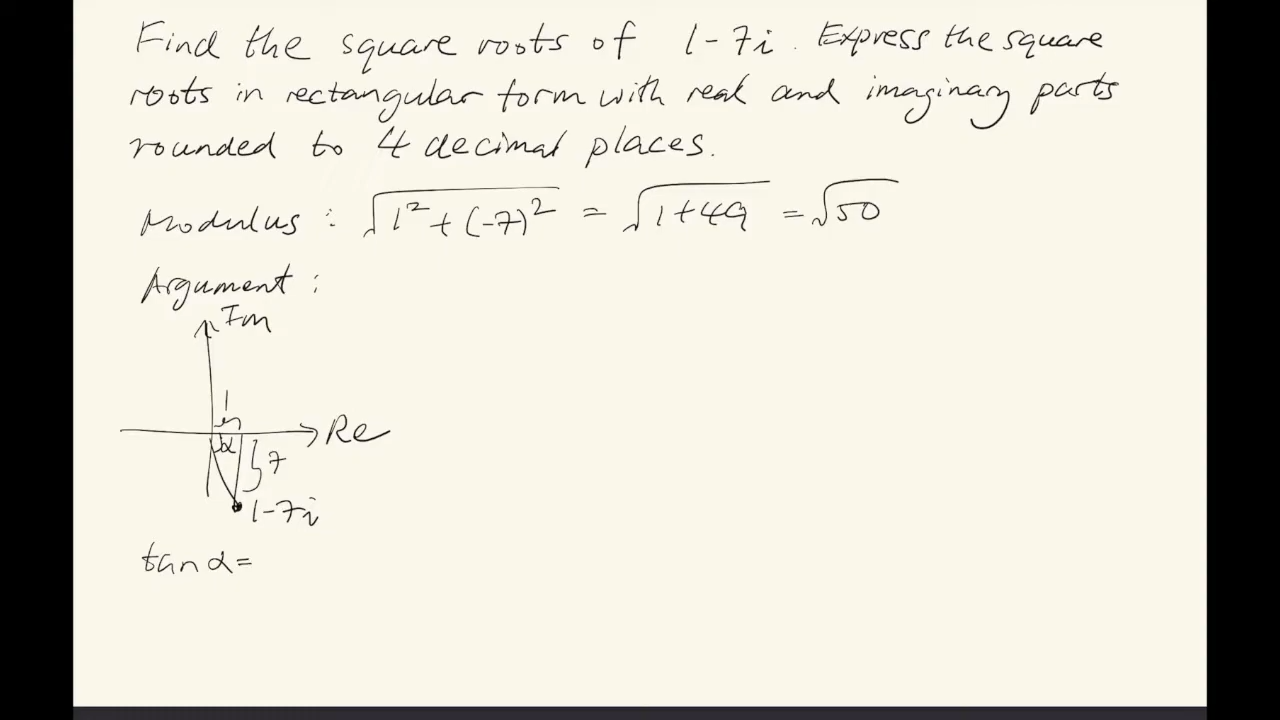 Find the square roots of 1-7i. Express the square
roots in rectangular form with real and imaginary parts
rounded to 4 decimal places.
Modulus : √(1² + (-7)²) = √(1+49) = √50
Argument :
Im
1
α
Re
7
1-7i
tan α =